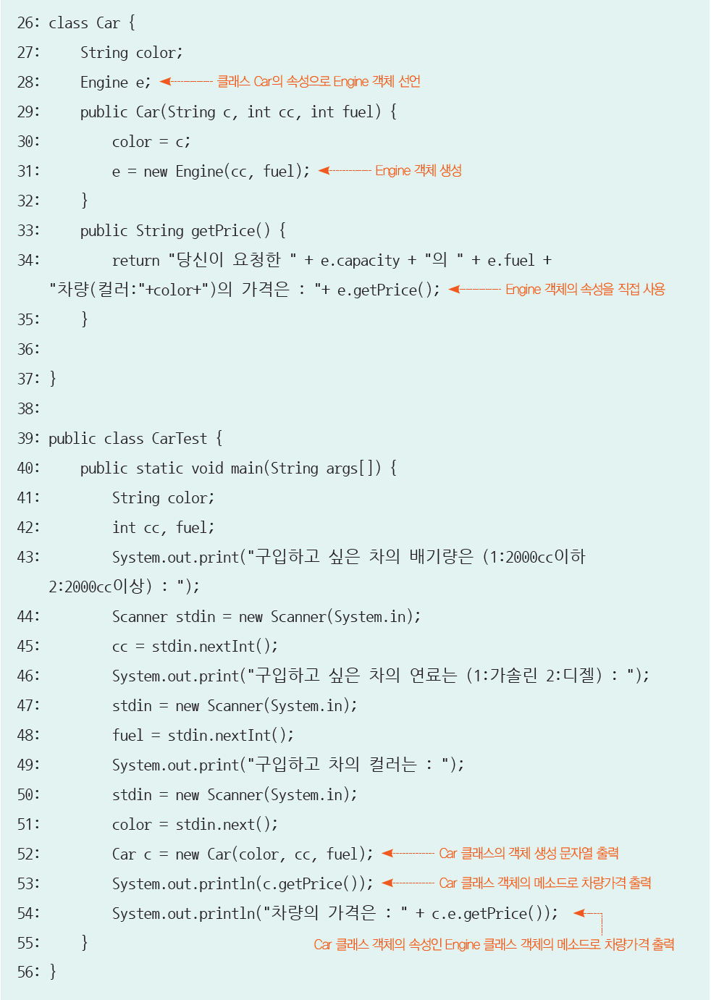 26: class Car {
27:     String color;
28:     Engine e; 클래스 Car의 속성으로 Engine 객체 선언
29:     public Car(String c, int cc, int fuel) {
30:         color = c;
31:         e = new Engine(cc, fuel); Engine 객체 생성
32:     }
33:     public String getPrice() {
34:         return "당신이 요청한 " + e.capacity + "의 " + e.fuel +
"차량(컬러:"+color+")의 가격은 : "+ e.getPrice(); Engine 객체의 속성을 직접 사용
35:     }
36:
37: }
38:
39: public class CarTest {
40:     public static void main(String args[]) {
41:         String color;
42:         int cc, fuel;
43:         System.out.print("구입하고 싶은 차의 배기량은 (1:2000cc이하
2:2000cc이상) : ");
44:         Scanner stdin = new Scanner(System.in);
45:         cc = stdin.nextInt();
46:         System.out.print("구입하고 싶은 차의 연료는 (1:가솔린 2:디젤) : ");
47:         stdin = new Scanner(System.in);
48:         fuel = stdin.nextInt();
49:         System.out.print("구입하고 차의 컬러는 : ");
50:         stdin = new Scanner(System.in);
51:         color = stdin.next();
52:         Car c = new Car(color, cc, fuel); Car 클래스의 객체 생성 문자열 출력
53:         System.out.println(c.getPrice()); Car 클래스 객체의 메소드로 차량가격 출력
54:         System.out.println("차량의 가격은 : " + c.e.getPrice());
55:     } Car 클래스 객체의 속성인 Engine 클래스 객체의 메소드로 차량가격 출력
56: }